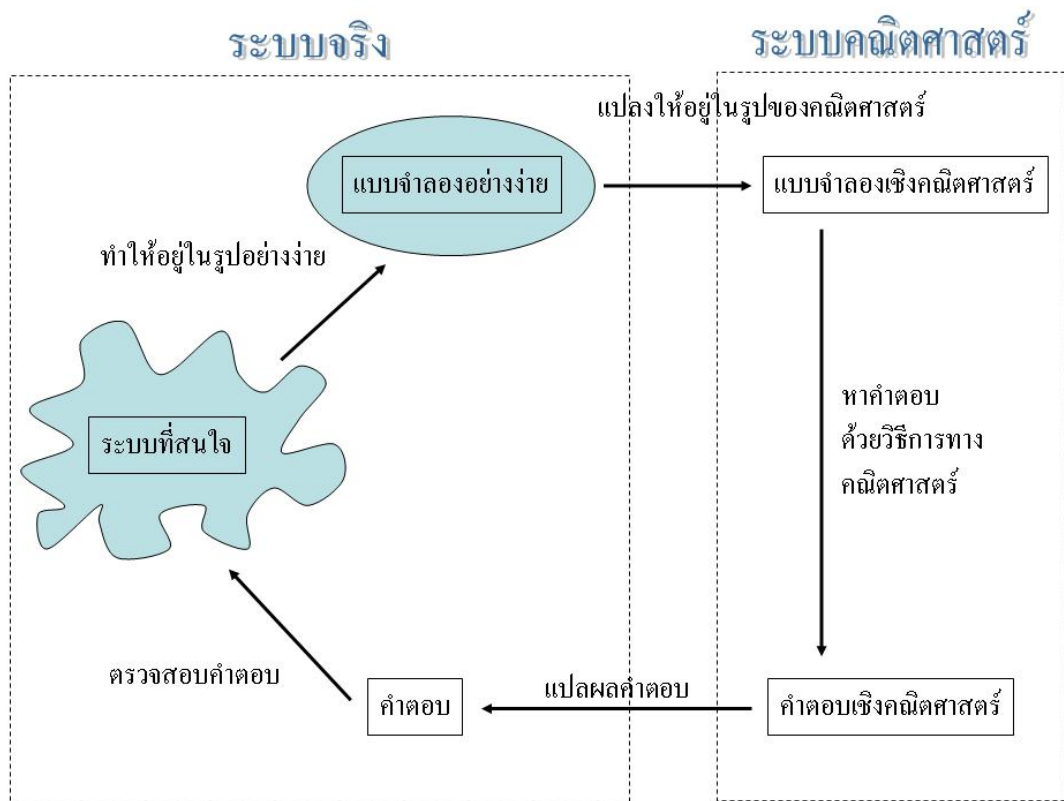 ระบบจริง
ระบบคณิตศาสตร์
แปลงให้อยู่ในรูปของคณิตศาสตร์
แบบจำลองอย่างง่าย
แบบจำลองเชิงคณิตศาสตร์
ทำให้อยู่ในรูปอย่างง่าย
ระบบที่สนใจ
หาคำตอบ
ด้วยวิธีการทาง
คณิตศาสตร์
ตรวจสอบคำตอบ
แปลผลคำตอบ
คำตอบ
คำตอบเชิงคณิตศาสตร์